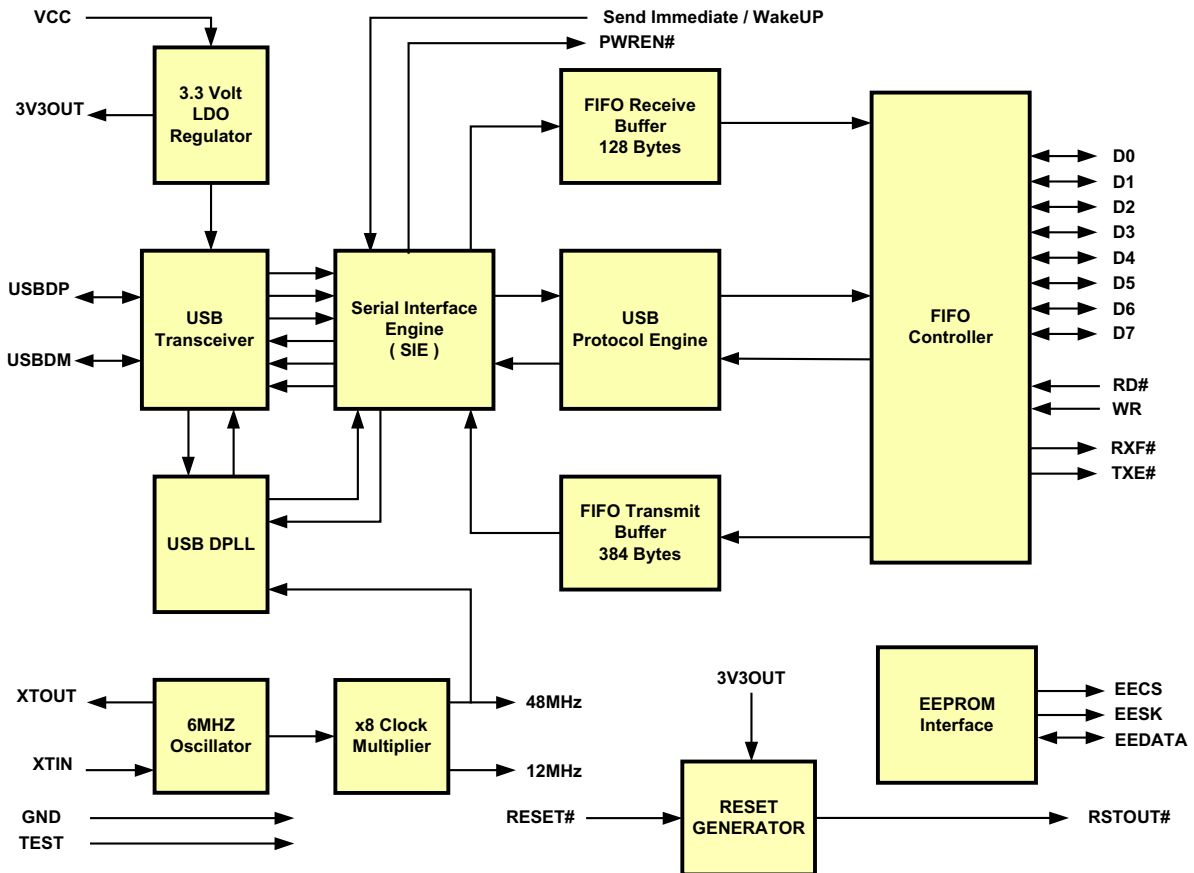 VCC
Send Immediate / WakeUP
PWREN#
3.3 Volt
LDO
Regulator
3V3OUT
FIFO Receive
Buffer
128 Bytes
D0
D1
D2
D3
D4
D5
D6
D7
USBDP
USBDM
USB
Transceiver
Serial Interface
Engine
( SIE )
USB
Protocol Engine
FIFO
Controller
RD#
WR
RXF#
TXE#
USB DPLL
FIFO Transmit
Buffer
384 Bytes
XTOUT
XTIN
6MHZ
Oscillator
x8 Clock
Multiplier
48MHz
12MHz
3V3OUT
EEPROM
Interface
EECS
EESK
EEDATA
GND
TEST
RESET#
RESET
GENERATOR
RSTOUT#